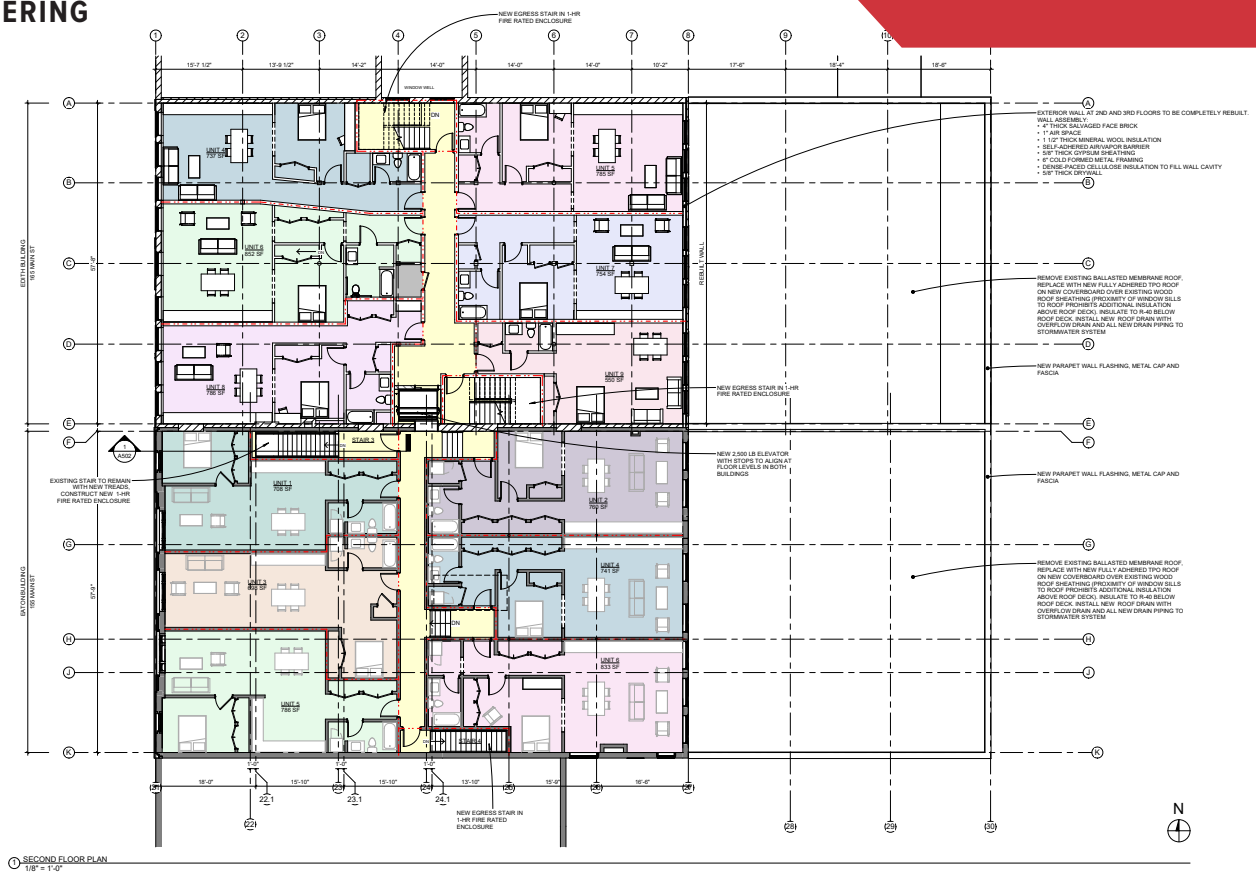 ERING
NEW EGRESS STAIR IN 1-HR
FIRE RATED ENCLOSURE
1 2 3 4 5 6 7 8 9 10
15'-7 1/2" 13'-9 1/2" 14'-2" 14'-0" 14'-0" 14'-0" 10'-2" 17'-6" 18'-4" 18'-6"
WINDOW WELL
A
DN
A
EXTERIOR WALL AT 2ND AND 3RD FLOORS TO BE COMPLETELY REBUILT.
WALL ASSEMBLY:
• 4" THICK SALVAGED FACE BRICK
• 1" AIR SPACE
• 1 1/2" THICK MINERAL WOOL INSULATION
• SELF-ADHERED AIR/VAPOR BARRIER
• 5/8" THICK GYPSUM SHEATHING
• 6" COLD FORMED METAL FRAMING
• DENSE-PACED CELLULOSE INSULATION TO FILL WALL CAVITY
• 5/8" THICK DRYWALL
737 SF
UNIT 5
785 SF
B
B
EDITH BUILDING
165 MAIN ST
57'-8"
UNIT 6
852 SF
UNIT 7
754 SF
REBUILT WALL
C
C
REMOVE EXISTING BALLASTED MEMBRANE ROOF,
REPLACE WITH NEW FULLY ADHERED TPO ROOF
ON NEW COVERBOARD OVER EXISTING WOOD
ROOF SHEATHING (PROXIMITY OF WINDOW SILLS
TO ROOF PROHIBITS ADDITIONAL INSULATION
ABOVE ROOF DECK). INSULATE TO R-40 BELOW
ROOF DECK. INSTALL NEW ROOF DRAIN WITH
OVERFLOW DRAIN AND ALL NEW DRAIN PIPING TO
STORMWATER SYSTEM
D
D
UNIT 8
786 SF
UNIT 9
550 SF
NEW PARAPET WALL FLASHING, METAL CAP AND
FASCIA
NEW EGRESS STAIR IN 1-HR
FIRE RATED ENCLOSURE
E
E
F
F
1
A502
STAIR 3
DN
NEW 2,500 LB ELEVATOR
WITH STOPS TO ALIGN AT
FLOOR LEVELS IN BOTH
BUILDINGS
EXISTING STAIR TO REMAIN
WITH NEW TREADS,
CONSTRUCT NEW 1-HR
FIRE RATED ENCLOSURE
UNIT 1
708 SF
UNIT 2
NEW PARAPET WALL FLASHING, METAL CAP AND
FASCIA
G
G
EATON BUILDING
155 MAIN ST
57'-9"
UNIT 3
UNIT 4
741 SF
REMOVE EXISTING BALLASTED MEMBRANE ROOF,
REPLACE WITH NEW FULLY ADHERED TPO ROOF
ON NEW COVERBOARD OVER EXISTING WOOD
ROOF SHEATHING (PROXIMITY OF WINDOW SILLS
TO ROOF PROHIBITS ADDITIONAL INSULATION
ABOVE ROOF DECK). INSULATE TO R-40 BELOW
ROOF DECK. INSTALL NEW ROOF DRAIN WITH
OVERFLOW DRAIN AND ALL NEW DRAIN PIPING TO
STORMWATER SYSTEM
DN
H
H
UNIT 6
833 SF
J
J
UNIT 5
786 SF
STAIR 4
DN
K
K
1'-0" 1'-0" 1'-0"
18'-0" 15'-10" 15'-10" 13'-10" 15'-9" 16'-6"
21 22 22.1 23 23.1 24 24.1 25 26 27 28 29 30
NEW EGRESS STAIR IN
1-HR FIRE RATED
ENCLOSURE
N
1 SECOND FLOOR PLAN
1/8" = 1'-0"